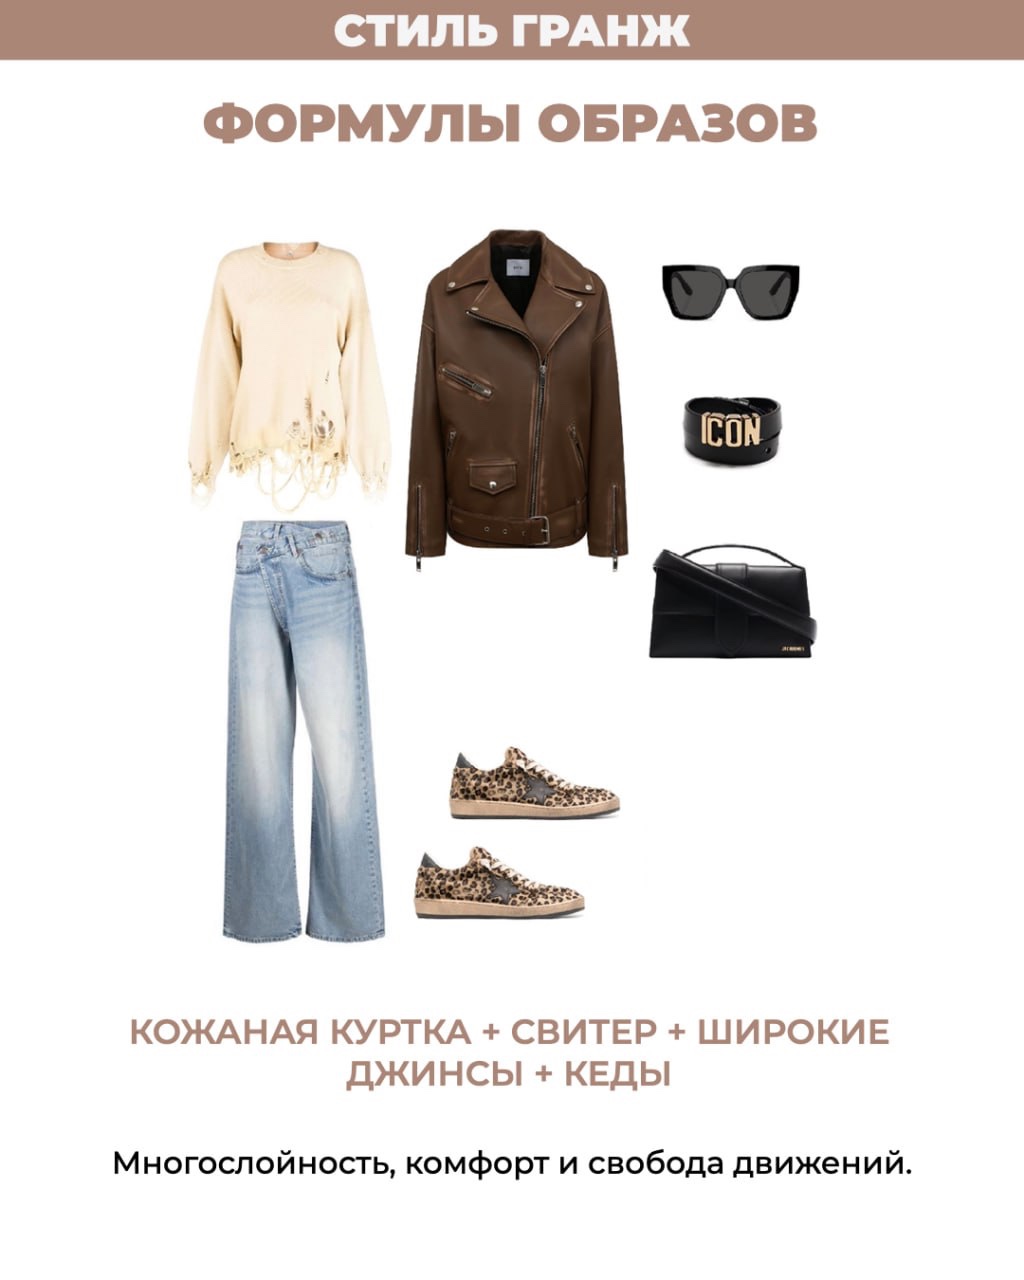 СТИЛЬ ГРАНЖ
ФОРМУЛЫ ОБРАЗОВ
ICON
КОЖАНАЯ КУРТКА + СВИТЕР + ШИРОКИЕ
ДЖИНСЫ + КЕДЫ
Многослойность, комфорт и свобода движений.